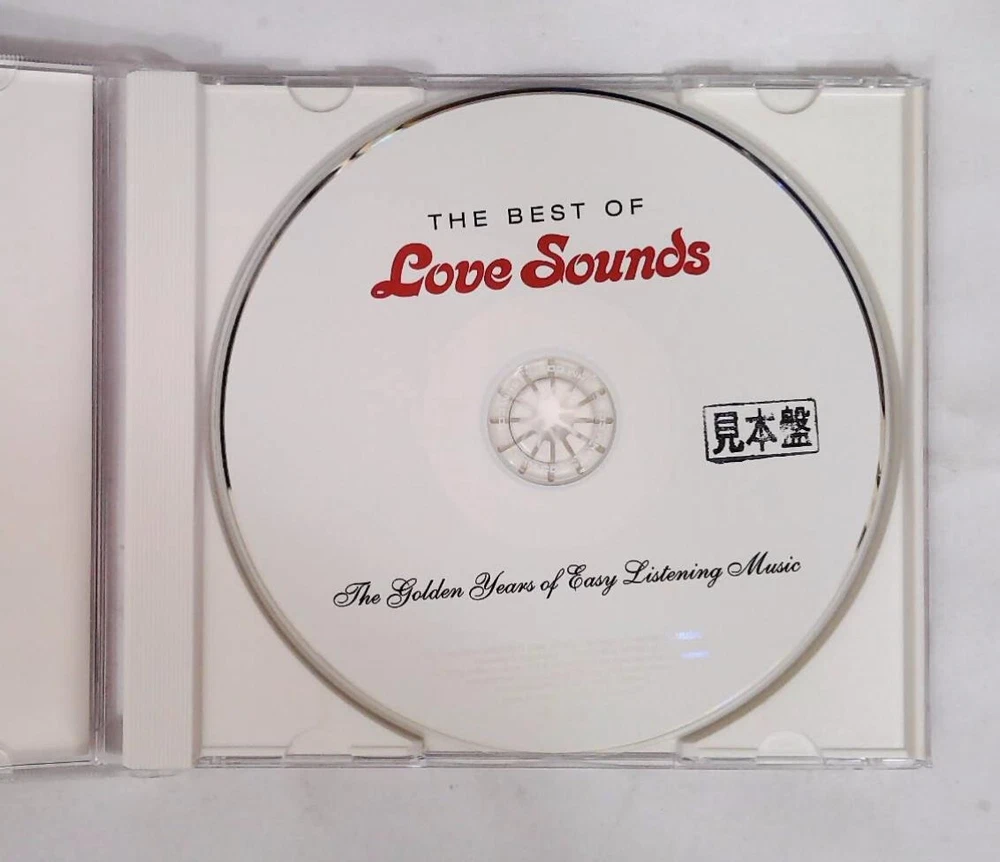 THE BEST OF
Love Sounds
見本盤
The Golden Years of Easy Listening Music